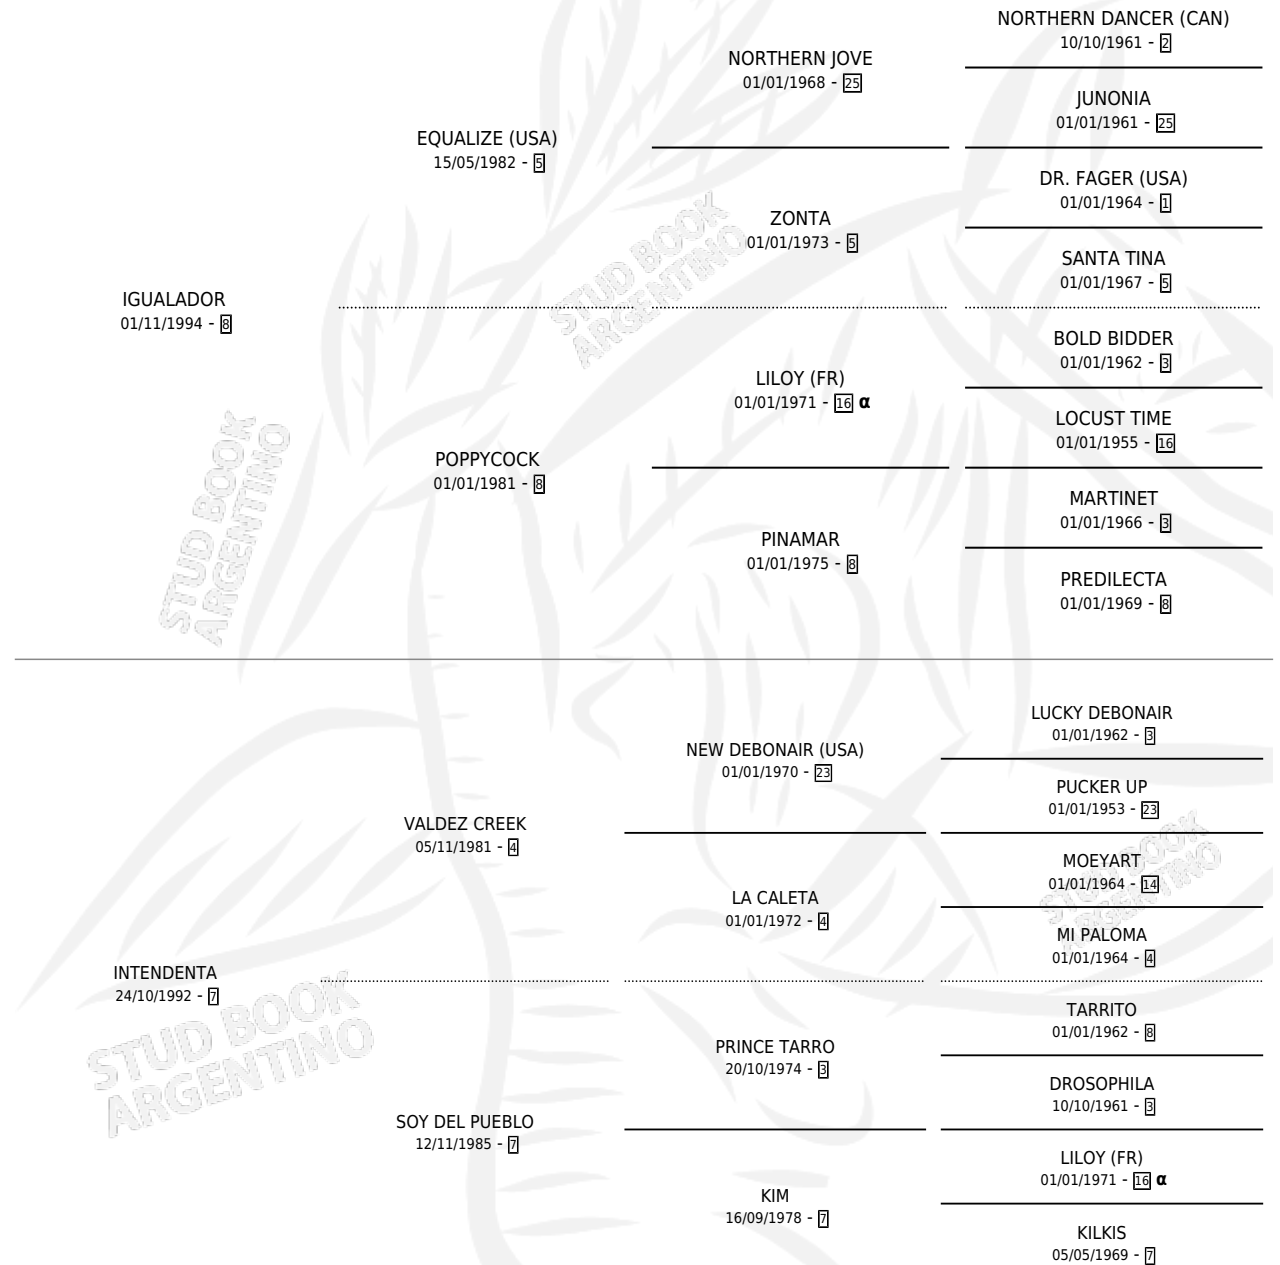 NORTHERN DANCER (CAN)
10/10/1961 - 2
NORTHERN JOVE
01/01/1968 - 25
JUNONIA
01/01/1961 - 25
EQUALIZE (USA)
15/05/1982 - 5
DR. FAGER (USA)
01/01/1964 - 1
ZONTA
01/01/1973 - 5
SANTA TINA
01/01/1967 - 5
IGUALADOR
01/11/1994 - 8
BOLD BIDDER
01/01/1962 - 3
LILOY (FR)
01/01/1971 - 16 α
LOCUST TIME
01/01/1955 - 16
POPPYCOCK
01/01/1981 - 8
MARTINET
01/01/1966 - 3
PINAMAR
01/01/1975 - 8
PREDILECTA
01/01/1969 - 8
LUCKY DEBONAIR
01/01/1962 - 3
NEW DEBONAIR (USA)
01/01/1970 - 23
PUCKER UP
01/01/1953 - 23
VALDEZ CREEK
05/11/1981 - 4
MOEYART
01/01/1964 - 14
LA CALETA
01/01/1972 - 4
MI PALOMA
01/01/1964 - 4
INTENDENTA
24/10/1992 - 7
TARRITO
01/01/1962 - 8
PRINCE TARRO
20/10/1974 - 3
DROSOPHILA
10/10/1961 - 3
SOY DEL PUEBLO
12/11/1985 - 7
LILOY (FR)
01/01/1971 - 16 α
KIM
16/09/1978 - 7
KILKIS
05/05/1969 - 7
STUD BOOK
ARGENTINO
STUD BOOK
ARGENTINO
STUD BOOK
ARGENTINO
STUD BOOK
ARGENTINO